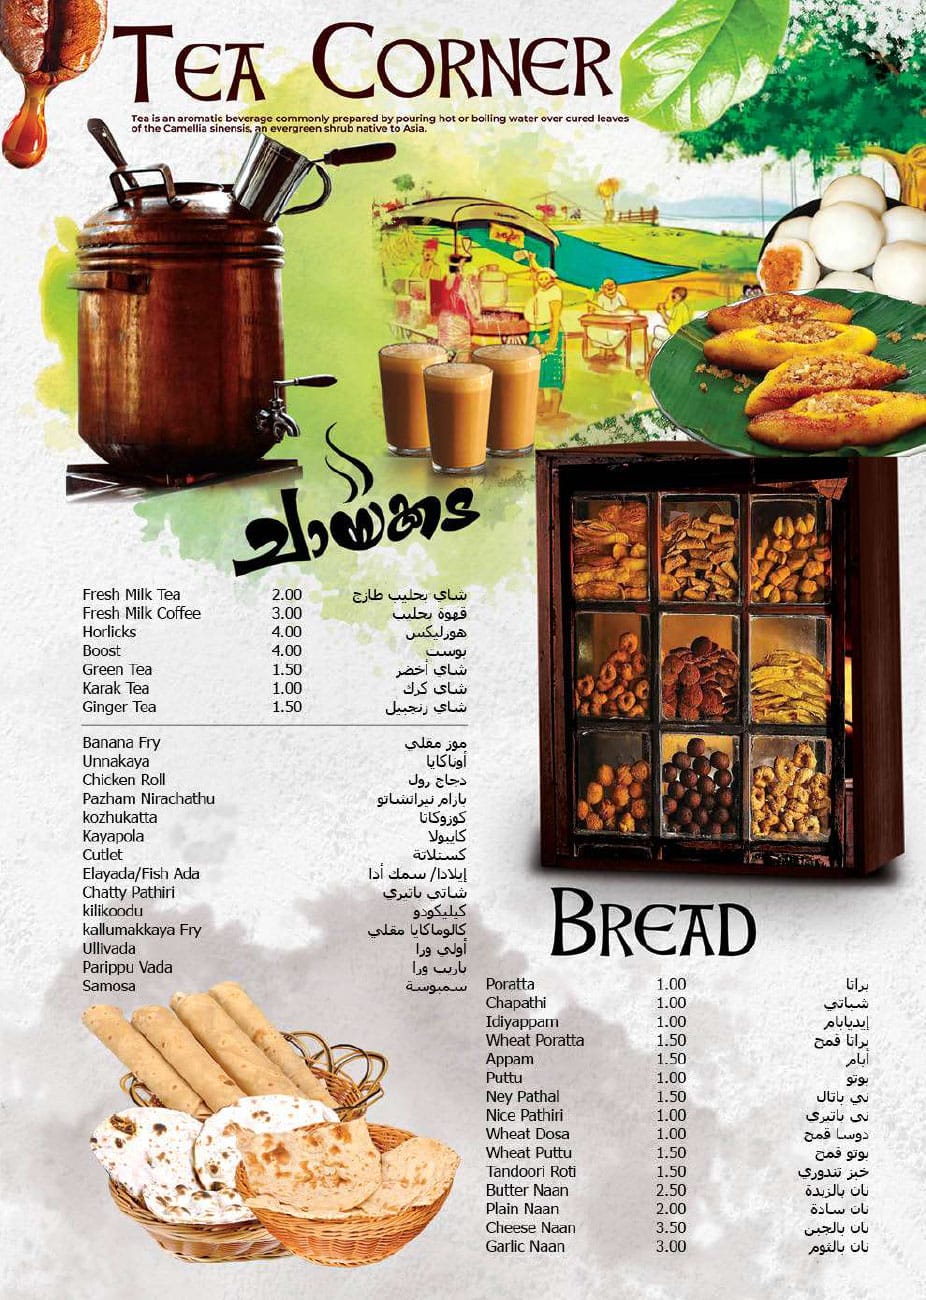 TEA CORNER
Tea is an aromatic beverage commonly prepared by pouring hot or boiling water over cured leaves
of the Camellia sinensis, an evergreen shrub native to Asia.
ചായക്കട
Fresh Milk Tea 2.00 شاي بحليب طازج
Fresh Milk Coffee 3.00 قهوة بحليب
Horlicks 4.00 هورليكس
Boost 4.00 بوست
Green Tea 1.50 شاي أخضر
Karak Tea 1.00 شاي كرك
Ginger Tea 1.50 شاي زنجبيل
Banana Fry موز مقلي
Unnakaya أوناكايا
Chicken Roll دجاج رول
Pazham Nirachathu بازام نيراتشاتو
kozhukatta كوزوكاتا
Kayapola كايبولا
Cutlet كستلاتة
Elayada/Fish Ada إيلادا/ سمك أدا
Chatty Pathiri شاتي باتيري
kilikoodu كيليكودو
kallumakkaya Fry كالوماكايا مقلي
Ullivada أولي ورا
Parippu Vada باريب ورا
Samosa سمبوسة
BREAD
Poratta 1.00 براتا
Chapathi 1.00 شباتي
Idiyappam 1.00 إيديابام
Wheat Poratta 1.50 براتا قمح
Appam 1.50 أبام
Puttu 1.00 بوتو
Ney Pathal 1.50 ني باتال
Nice Pathiri 1.00 ني باتيري
Wheat Dosa 1.00 دوسا قمح
Wheat Puttu 1.50 بوتو قمح
Tandoori Roti 1.50 خبز تندوري
Butter Naan 2.50 نان بالزبدة
Plain Naan 2.00 نان سادة
Cheese Naan 3.50 نان بالجبن
Garlic Naan 3.00 نان بالثوم